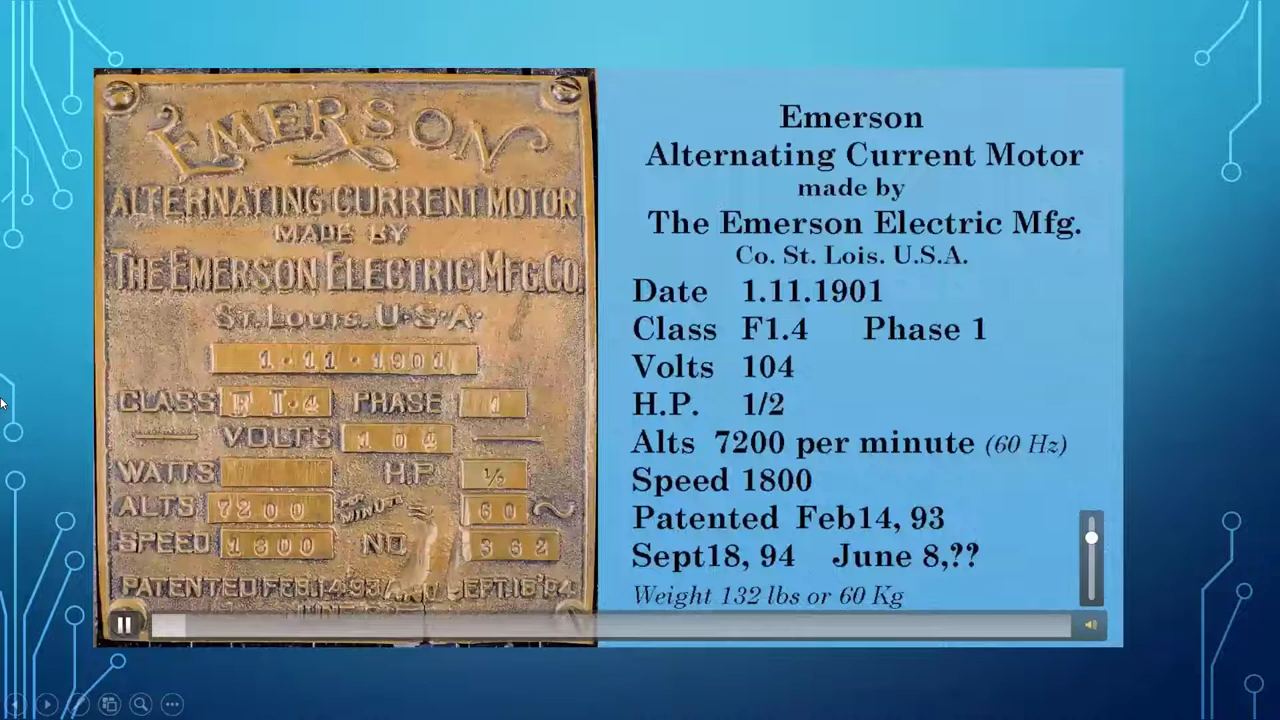 EMERSON
ALTERNATING CURRENT MOTOR
MADE BY
THE EMERSON ELECTRIC MFG.CO.
ST. LOUIS. U.S.A.
1·11·1901
CLASS F I·4 PHASE 1
VOLTS 104
WATTS H.P. ½
ALTS 7200 PER MINUTE 60 ~
SPEED 1800 NO. 362
PATENTED FEB.14.93 AND SEPT.18'94
JUNE
Emerson
Alternating Current Motor
made by
The Emerson Electric Mfg.
Co. St. Lois. U.S.A.
Date 1.11.1901
Class F1.4 Phase 1
Volts 104
H.P. 1/2
Alts 7200 per minute (60 Hz)
Speed 1800
Patented Feb14, 93
Sept18, 94 June 8,??
Weight 132 lbs or 60 Kg